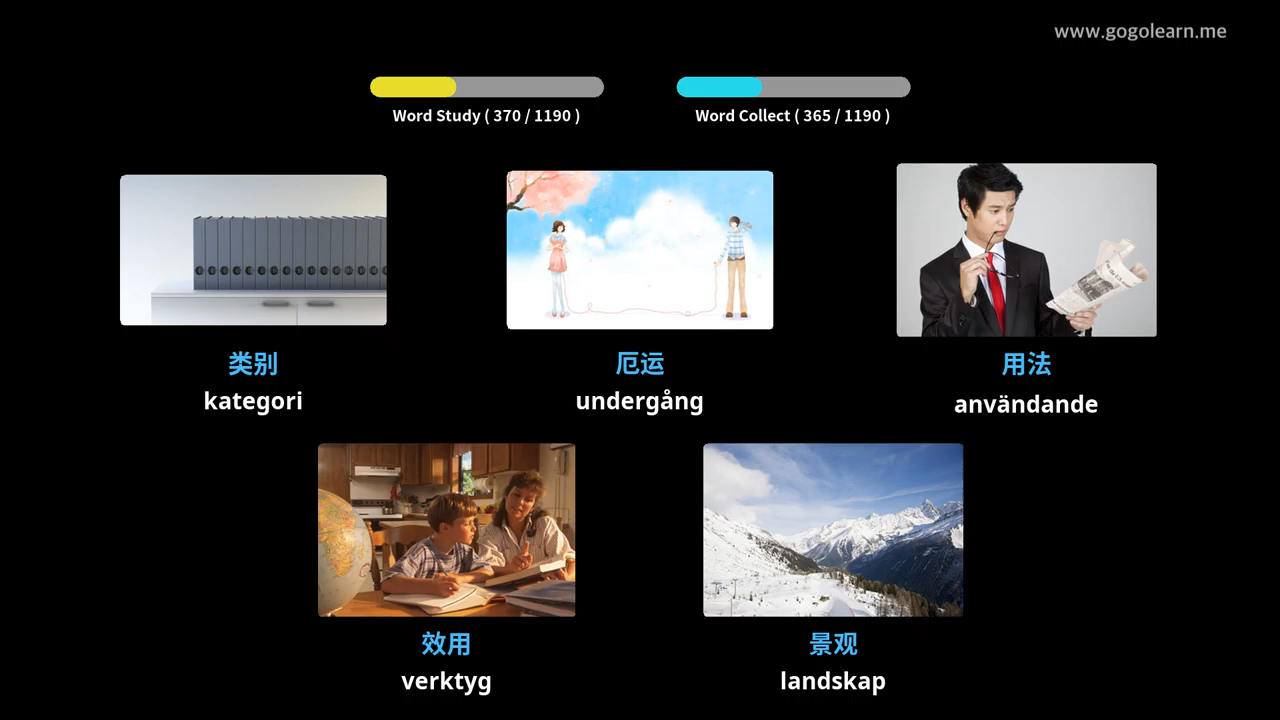 www.gogolearn.me
Word Study ( 370 / 1190 )
Word Collect ( 365 / 1190 )
类别
kategori
厄运
undergång
用法
användande
效用
verktyg
景观
landskap